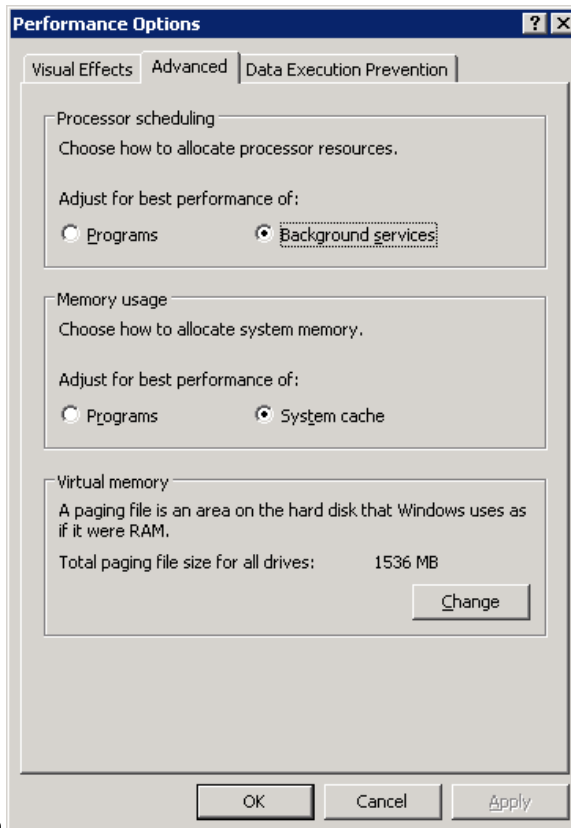 Performance Options
Visual Effects Advanced Data Execution Prevention
Processor scheduling
Choose how to allocate processor resources.
Adjust for best performance of:
Programs Background services
Memory usage
Choose how to allocate system memory.
Adjust for best performance of:
Programs System cache
Virtual memory
A paging file is an area on the hard disk that Windows uses as
if it were RAM.
Total paging file size for all drives: 1536 MB
Change
OK Cancel Apply